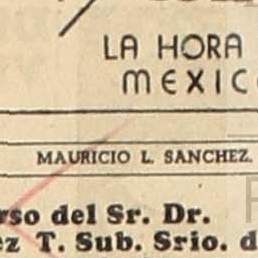 LA HORA
MEXIC
MAURICIO L. SANCHEZ.
rso del Sr. Dr.
ez T. Sub. Srio. d